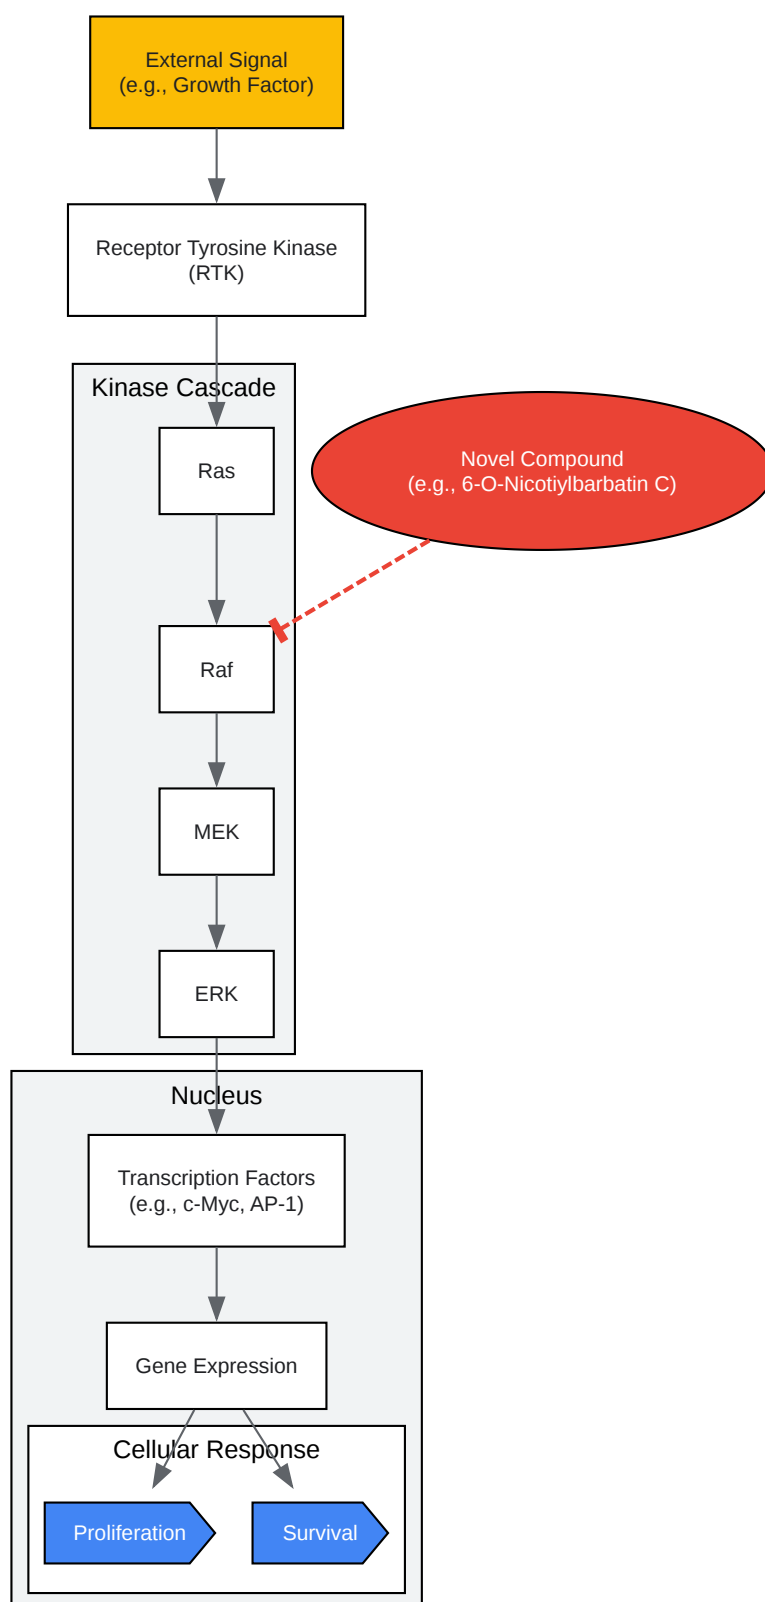 External Signal
(e.g., Growth Factor)
Receptor Tyrosine Kinase
(RTK)
Kinase Cascade
Ras
Novel Compound
(e.g., 6-O-Nicotiylbarbatin C)
Raf
MEK
ERK
Nucleus
Transcription Factors
(e.g., c-Myc, AP-1)
Gene Expression
Cellular Response
Proliferation
Survival